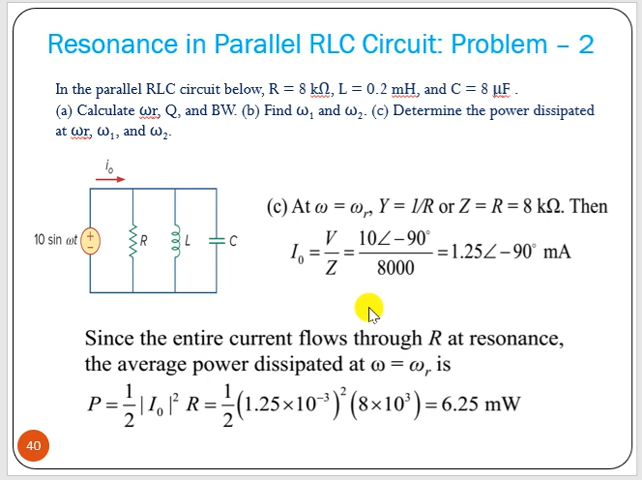 Resonance in Parallel RLC Circuit: Problem – 2
In the parallel RLC circuit below, R = 8 kΩ, L = 0.2 mH, and C = 8 μF .
(a) Calculate ωr, Q, and BW. (b) Find ω₁ and ω₂. (c) Determine the power dissipated
at ωr, ω₁, and ω₂.
i₀
10 sin ωt
+
–
R
L
C
(c) At ω = ωᵣ, Y = 1/R or Z = R = 8 kΩ. Then
I₀ = V/Z = 10∠−90°/8000 = 1.25∠−90° mA
Since the entire current flows through R at resonance,
the average power dissipated at ω = ωᵣ is
P = 1/2 |I₀|² R = 1/2 (1.25×10⁻³)² (8×10³) = 6.25 mW
40